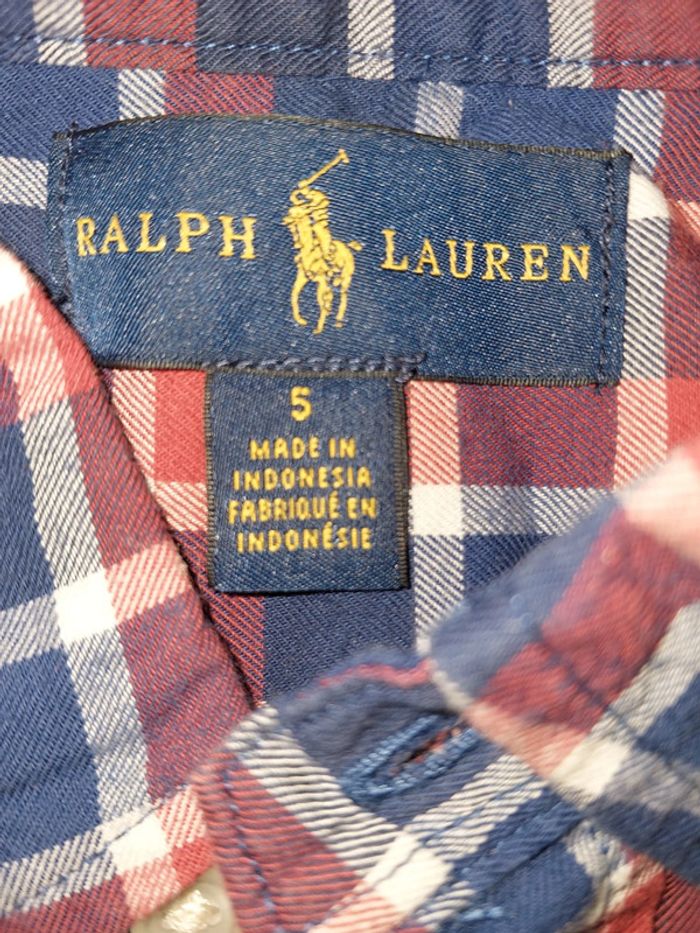 RALPH LAUREN
5
MADE IN
INDONESIA
FABRIQUÉ EN
INDONÉSIE